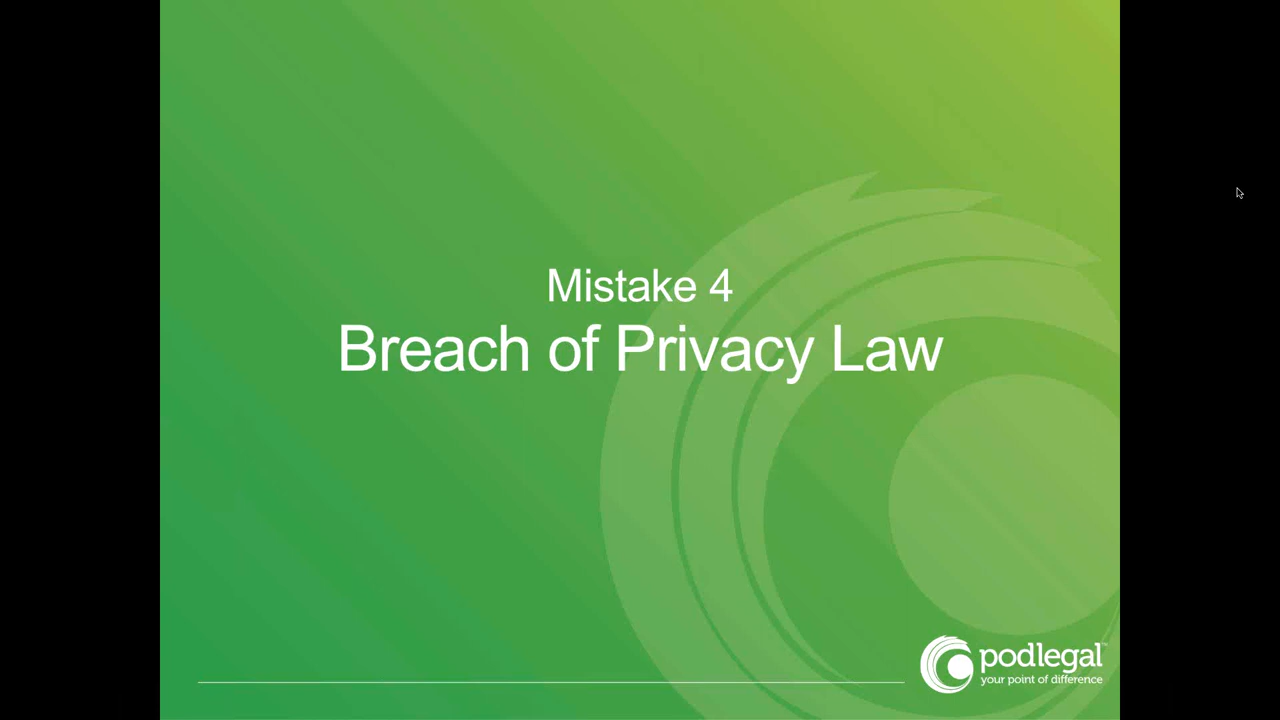 Mistake 4
Breach of Privacy Law
podlegal
your point of difference